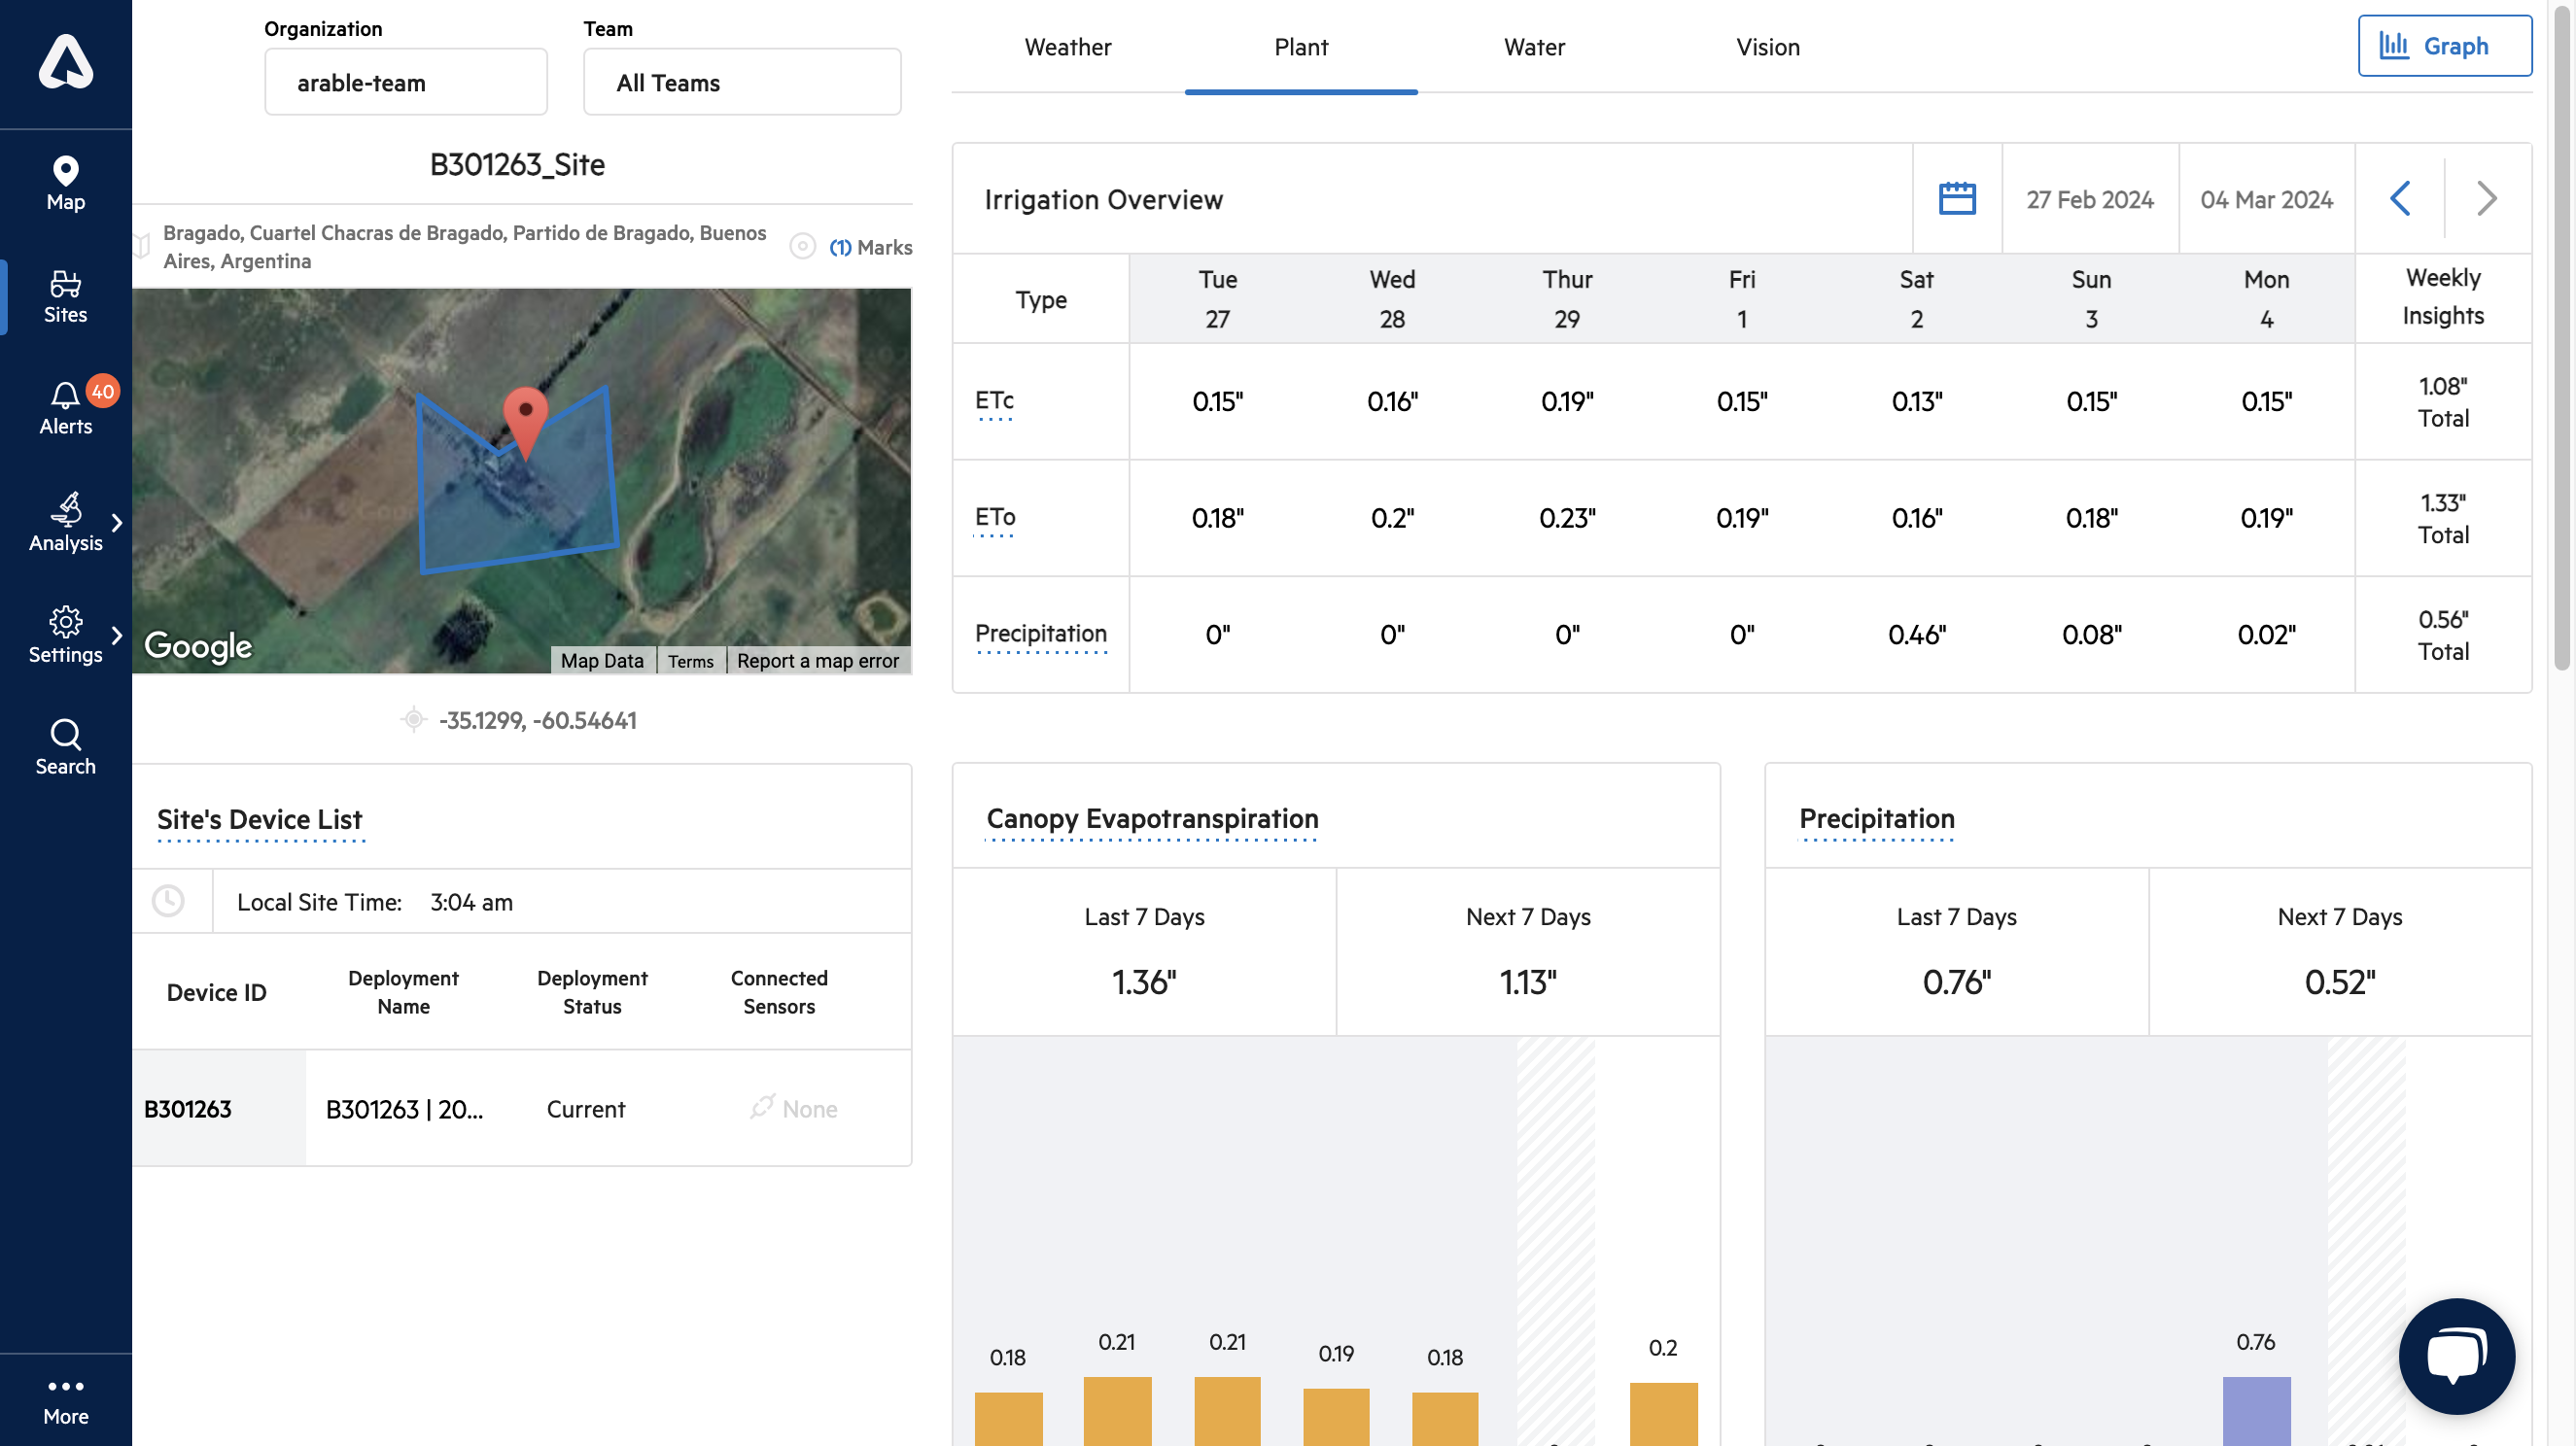 Map
Sites
40
Alerts
Analysis
Settings
Search
More
Organization
Team
arable-team
All Teams
B301263_Site
Bragado, Cuartel Chacras de Bragado, Partido de Bragado, Buenos
Aires, Argentina
(1) Marks
Google
Map Data
Terms
Report a map error
-35.1299, -60.54641
Site's Device List
Local Site Time: 3:04 am
Device ID
Deployment
Name
Deployment
Status
Connected
Sensors
B301263
B301263 | 20...
Current
None
Weather
Plant
Water
Vision
Graph
Irrigation Overview
27 Feb 2024
04 Mar 2024
Type
Tue
27
Wed
28
Thur
29
Fri
1
Sat
2
Sun
3
Mon
4
Weekly
Insights
ETc
0.15"
0.16"
0.19"
0.15"
0.13"
0.15"
0.15"
1.08"
Total
ETo
0.18"
0.2"
0.23"
0.19"
0.16"
0.18"
0.19"
1.33"
Total
Precipitation
0"
0"
0"
0"
0.46"
0.08"
0.02"
0.56"
Total
Canopy Evapotranspiration
Last 7 Days
1.36"
Next 7 Days
1.13"
0.18
0.21
0.21
0.19
0.18
0.2
Precipitation
Last 7 Days
0.76"
Next 7 Days
0.52"
0.76